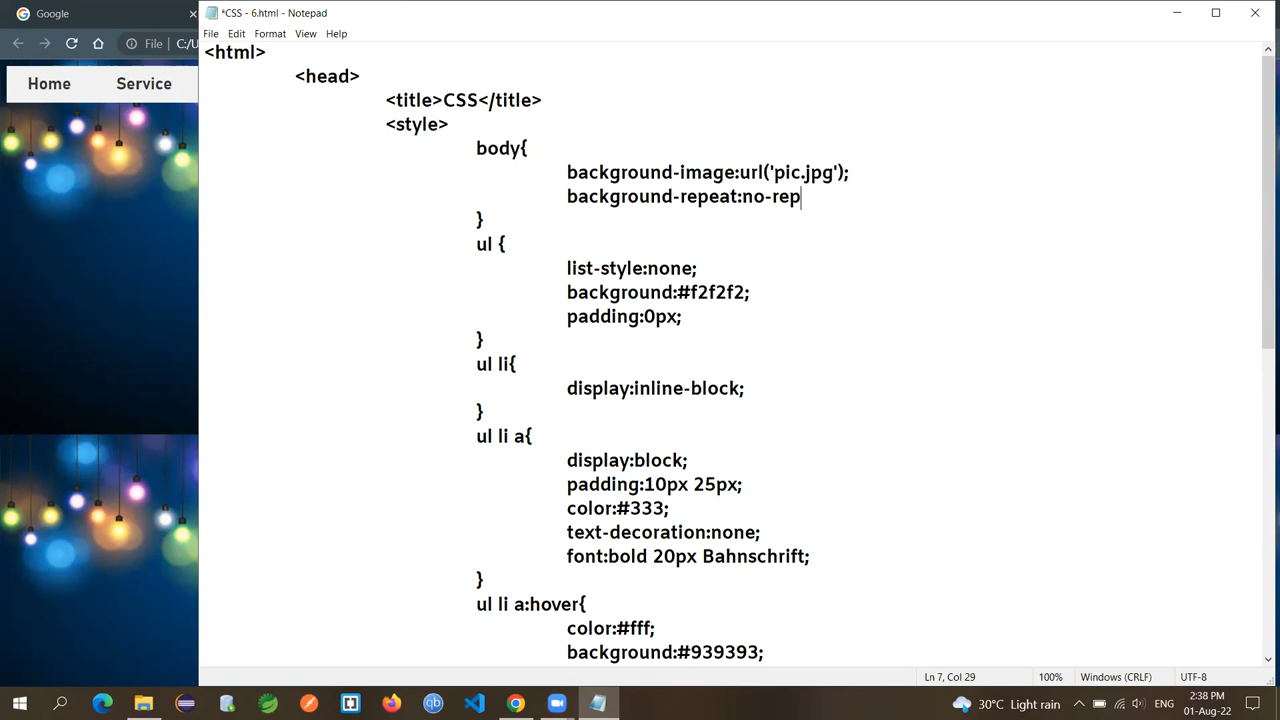 Google
*CSS - 6.html - Notepad
File Edit Format View Help
File C:/U
Home Service
<html>
<head>
<title>CSS</title>
<style>
body{
background-image:url('pic.jpg');
background-repeat:no-rep
}
ul {
list-style:none;
background:#f2f2f2;
padding:0px;
}
ul li{
display:inline-block;
}
ul li a{
display:block;
padding:10px 25px;
color:#333;
text-decoration:none;
font:bold 20px Bahnschrift;
}
ul li a:hover{
color:#fff;
background:#939393;
Ln 7, Col 29 100% Windows (CRLF) UTF-8
qb 30°C Light rain ENG 2:38 PM
01-Aug-22